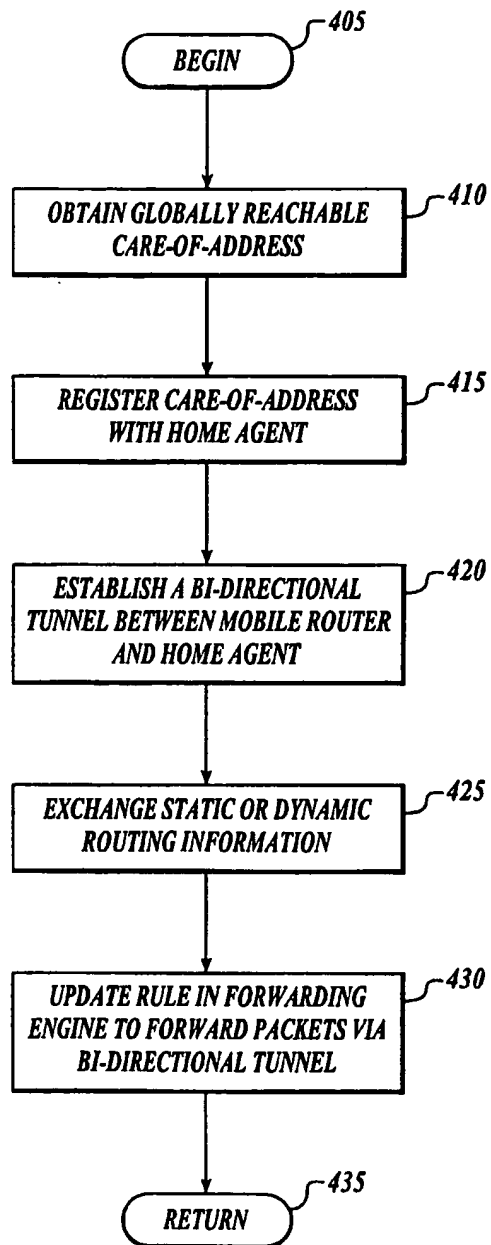 405
BEGIN
410
OBTAIN GLOBALLY REACHABLE
CARE-OF-ADDRESS
415
REGISTER CARE-OF-ADDRESS
WITH HOME AGENT
420
ESTABLISH A BI-DIRECTIONAL
TUNNEL BETWEEN MOBILE ROUTER
AND HOME AGENT
425
EXCHANGE STATIC OR DYNAMIC
ROUTING INFORMATION
430
UPDATE RULE IN FORWARDING
ENGINE TO FORWARD PACKETS VIA
BI-DIRECTIONAL TUNNEL
435
RETURN